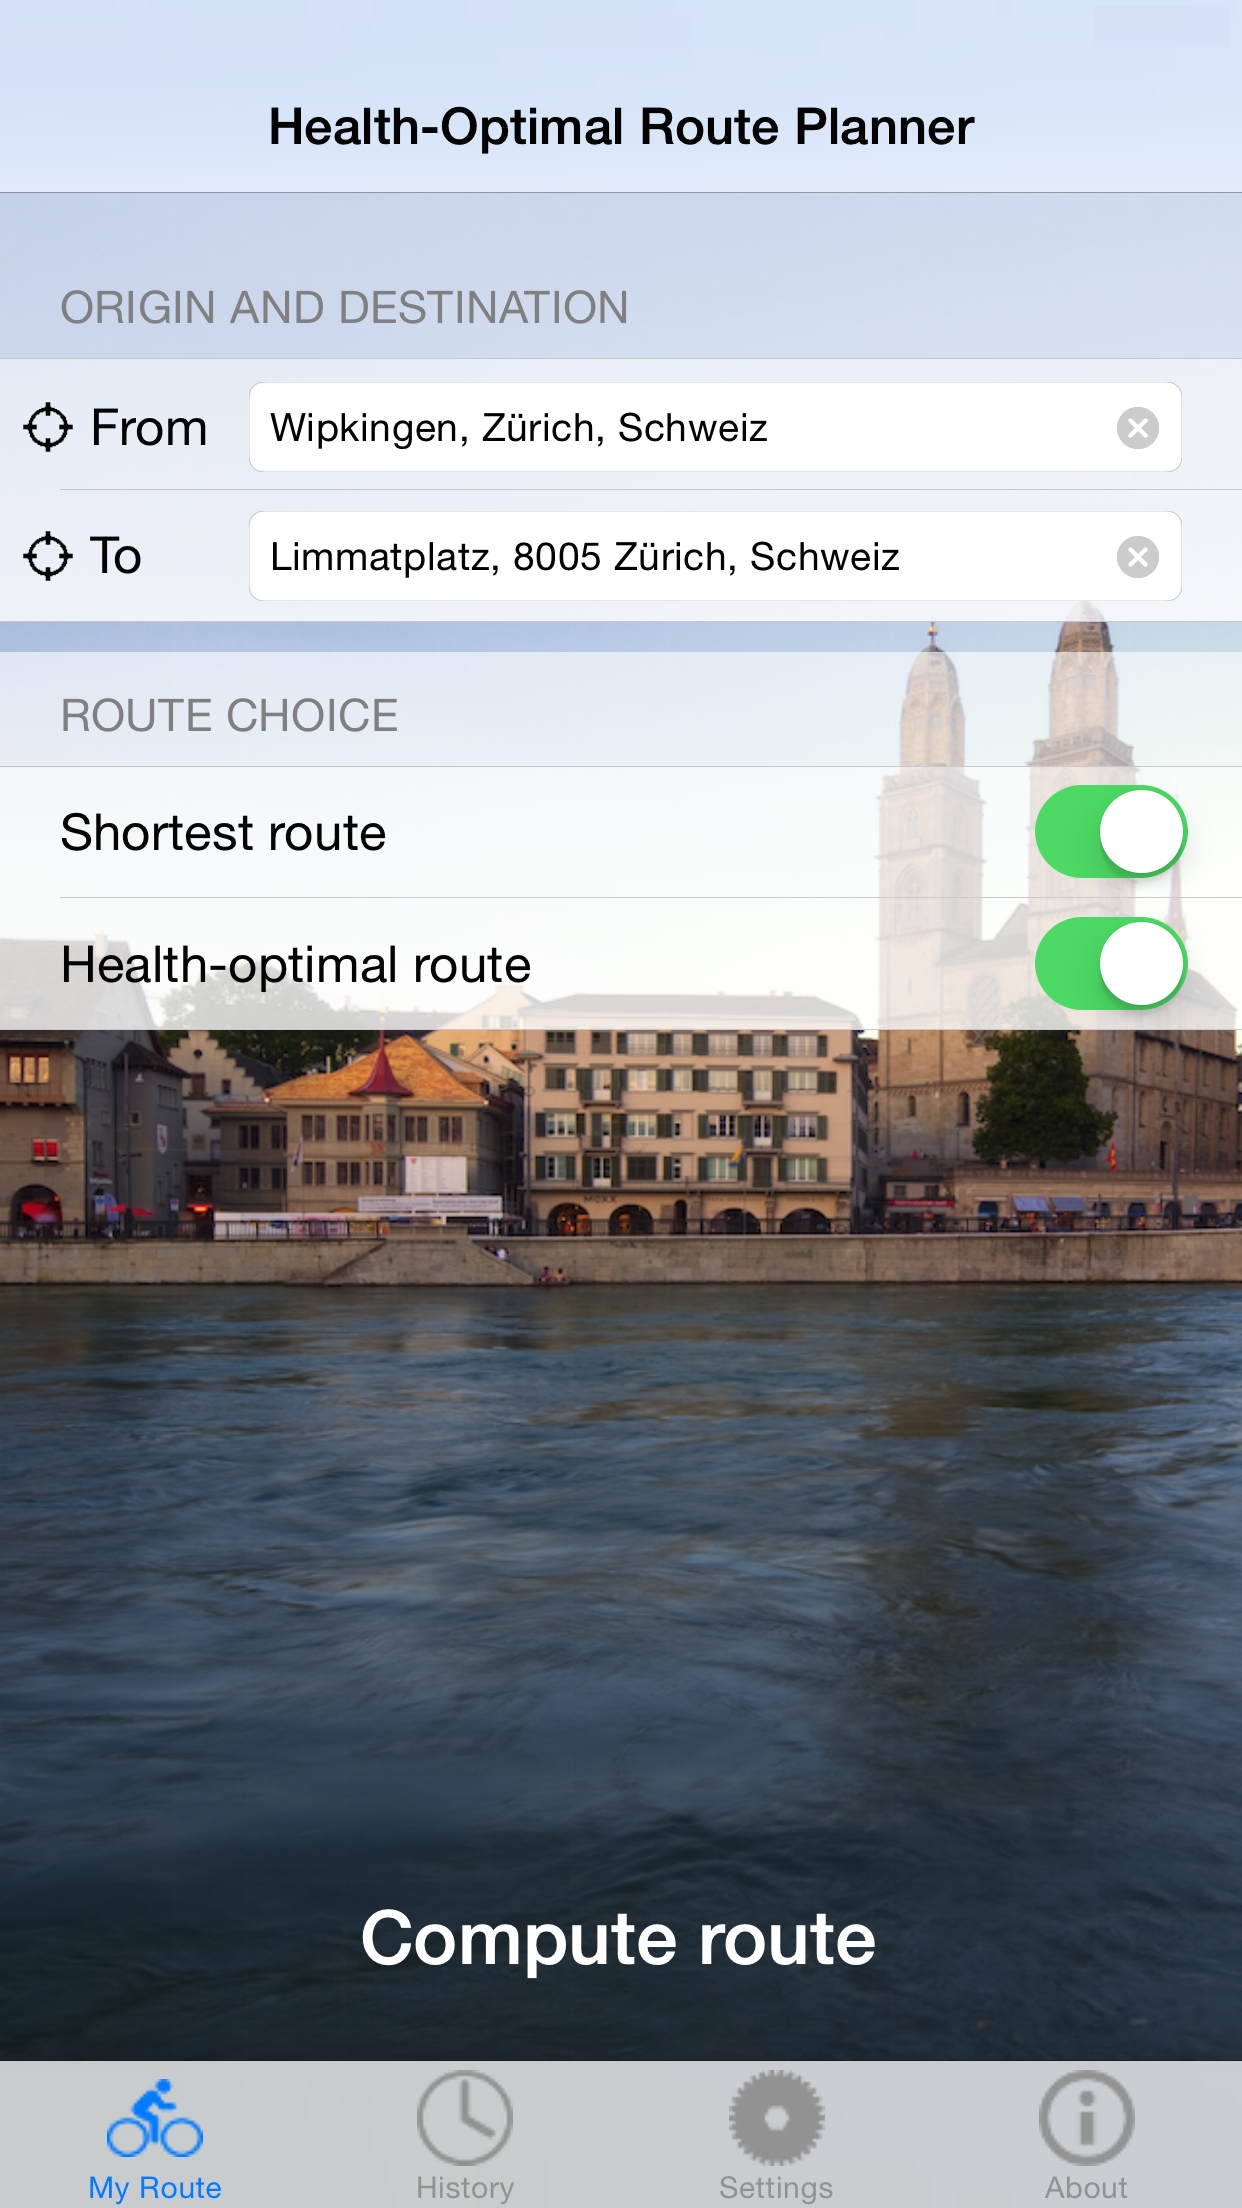 Health-Optimal Route Planner
ORIGIN AND DESTINATION
From
Wipkingen, Zürich, Schweiz
To
Limmatplatz, 8005 Zürich, Schweiz
ROUTE CHOICE
Shortest route
Health-optimal route
Compute route
My Route
History
Settings
About